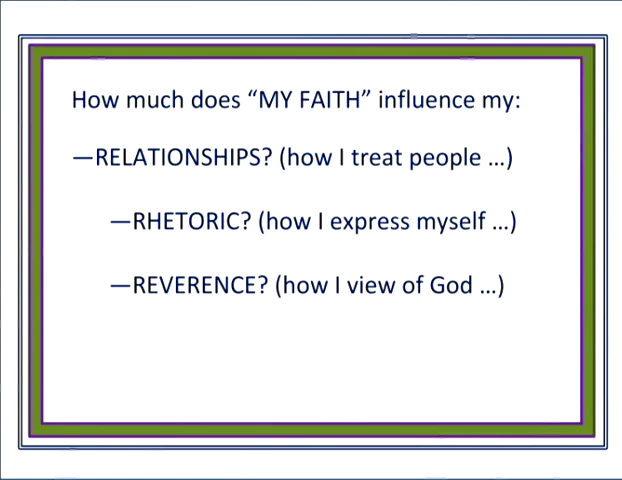 How much does “MY FAITH” influence my:
—RELATIONSHIPS? (how I treat people ...)
—RHETORIC? (how I express myself ...)
—REVERENCE? (how I view of God ...)